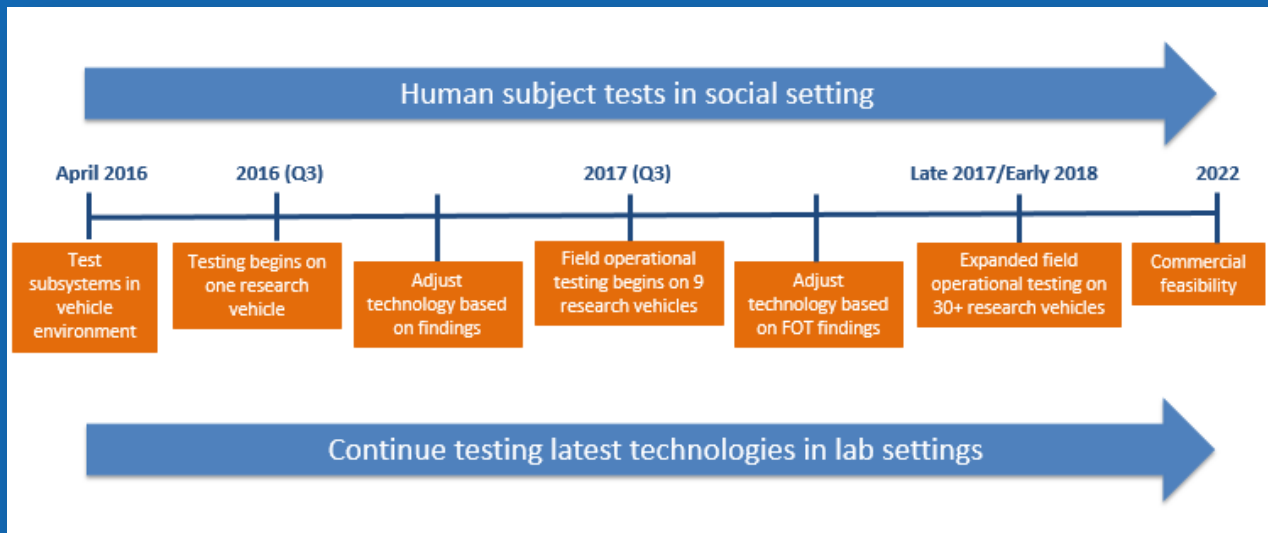 Human subject tests in social setting
April 2016
2016 (Q3)
2017 (Q3)
Late 2017/Early 2018
2022
Test
subsystems in
vehicle
environment
Testing begins on
one research
vehicle
Adjust
technology based
on findings
Field operational
testing begins on 9
research vehicles
Adjust
technology based
on FOT findings
Expanded field
operational testing on
30+ research vehicles
Commercial
feasibility
Continue testing latest technologies in lab settings